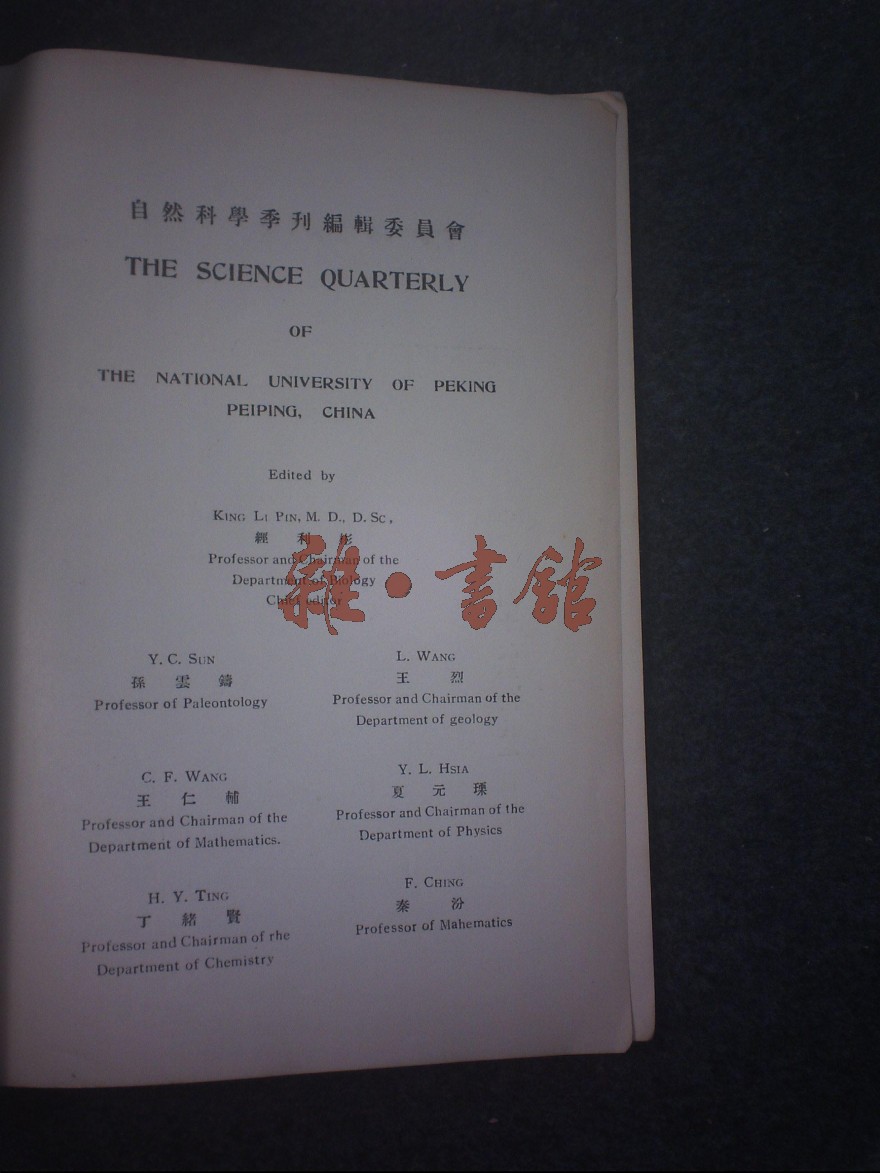 自然科學季刋編輯委員會
THE SCIENCE QUARTERLY
OF
THE NATIONAL UNIVERSITY OF PEKING
PEIPING, CHINA
Edited by
KING LI PIN, M. D., D. SC,
經利彬
Professor and Chairman of the
Department of Biology
Chief editor
雜·書館
Y. C. SUN
孫雲鑄
Professor of Paleontology
L. WANG
王烈
Professor and Chairman of the
Department of geology
C. F. WANG
王仁輔
Professor and Chairman of the
Department of Mathematics.
Y. L. HSIA
夏元瑮
Professor and Chairman of the
Department of Physics
H. Y. TING
丁緒賢
Professor and Chairman of rhe
Department of Chemistry
F. CHING
秦汾
Professor of Mahematics